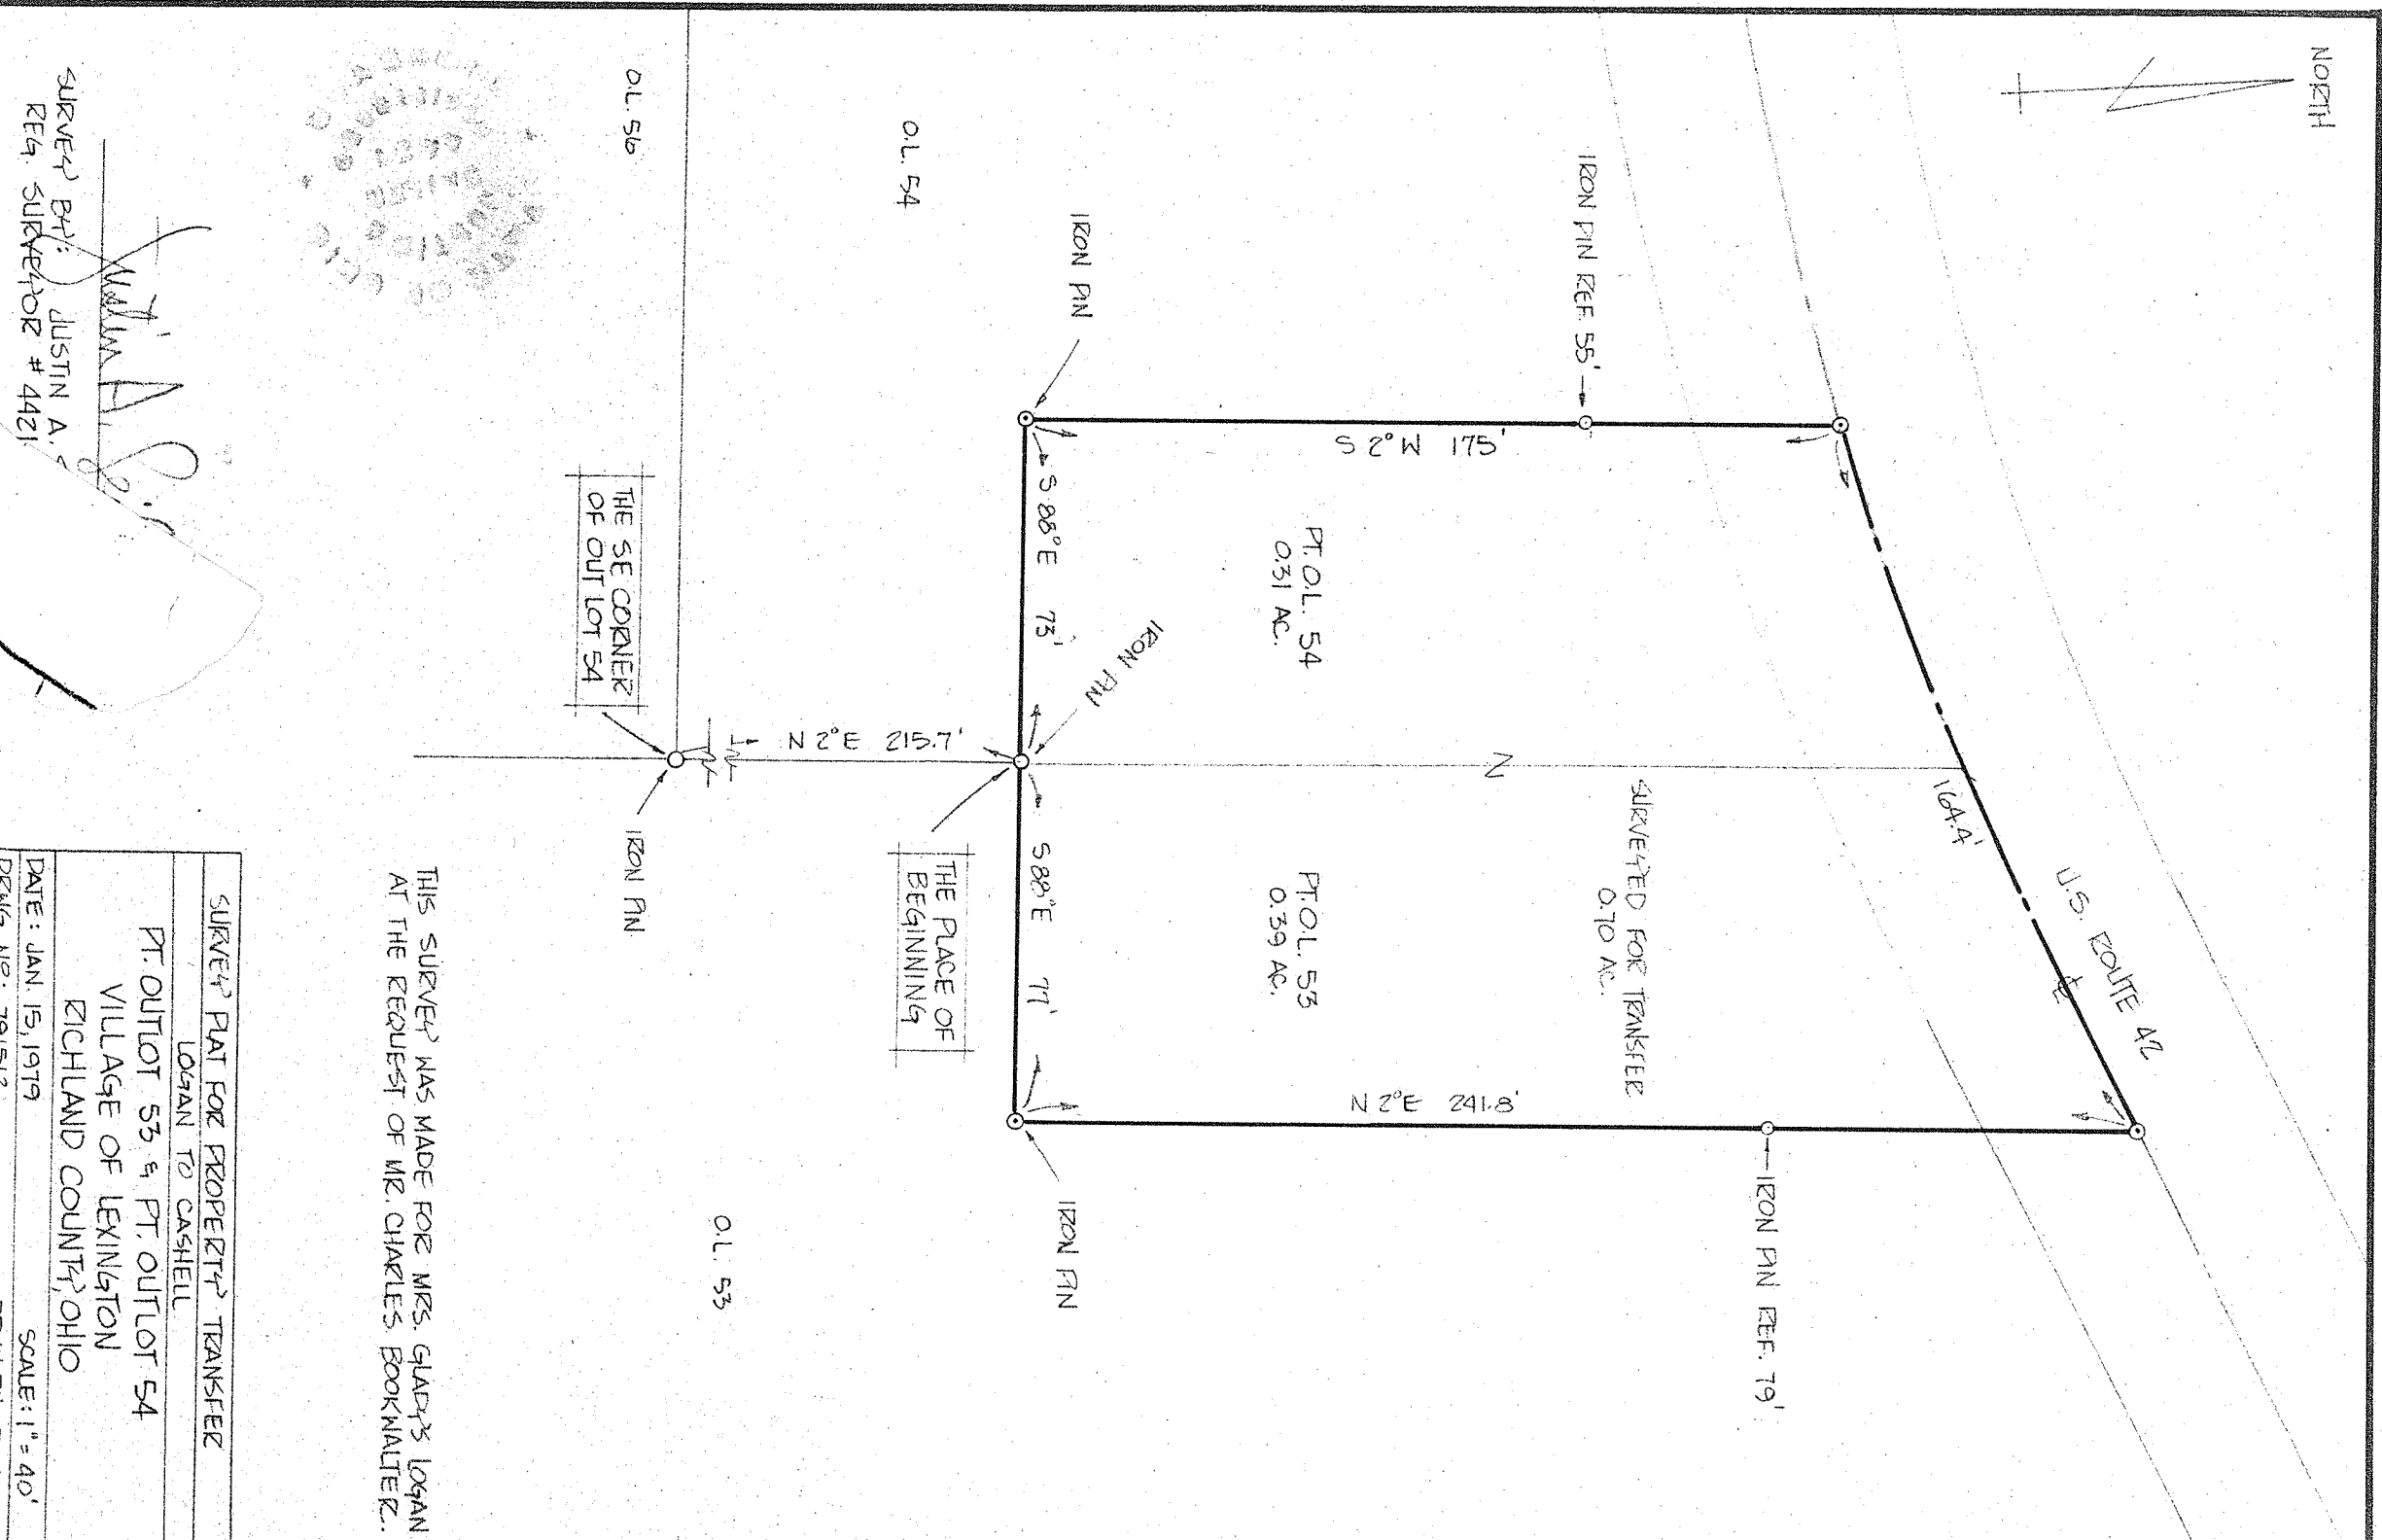 NORTH
U.S. ROUTE 42
164.4'
IRON PIN REF. 55'
IRON PIN REF. 79'
SURVEYED FOR TRANSFER
0.70 AC.
S 2°W 175'
N 2°E 241.8'
N
PT. O.L. 54
0.31 AC.
PT. O.L. 53
0.39 AC.
IRON PIN
IRON PIN
IRON PIN
S 88°E 73'
S 88°E 77'
O.L. 54
THE PLACE OF
BEGINNING
N 2°E 215.7'
O.L. 53
O.L. 56
THE SE CORNER
OF OUT LOT 54
IRON PIN
THIS SURVEY WAS MADE FOR MRS. GLADYS LOGAN
AT THE REQUEST OF MR. CHARLES BOOKWALTER.
SURVEY BY: JUSTIN A.
REG. SURVEYOR # 4421
SURVEY PLAT FOR PROPERTY TRANSFER
LOGAN TO CASHELL
PT. OUTLOT 53 & PT. OUTLOT 54
VILLAGE OF LEXINGTON
RICHLAND COUNTY, OHIO
DATE: JAN. 15, 1979 SCALE: 1" = 40'
DRWG NO: